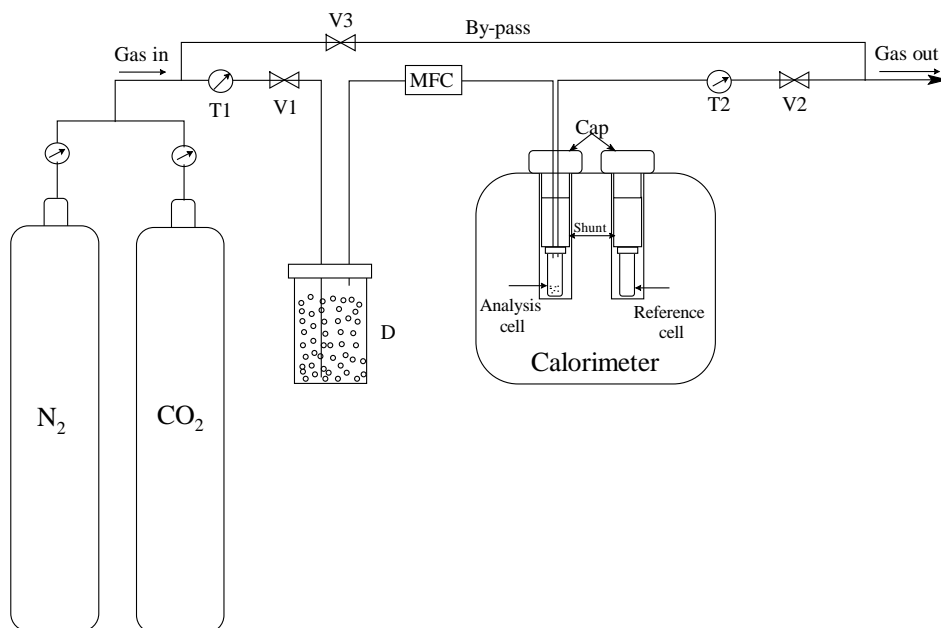 V3
By-pass
Gas in
Gas out
MFC
T1
V1
T2
V2
Cap
Shunt
Analysis
cell
Reference
cell
D
Calorimeter
N₂
CO₂